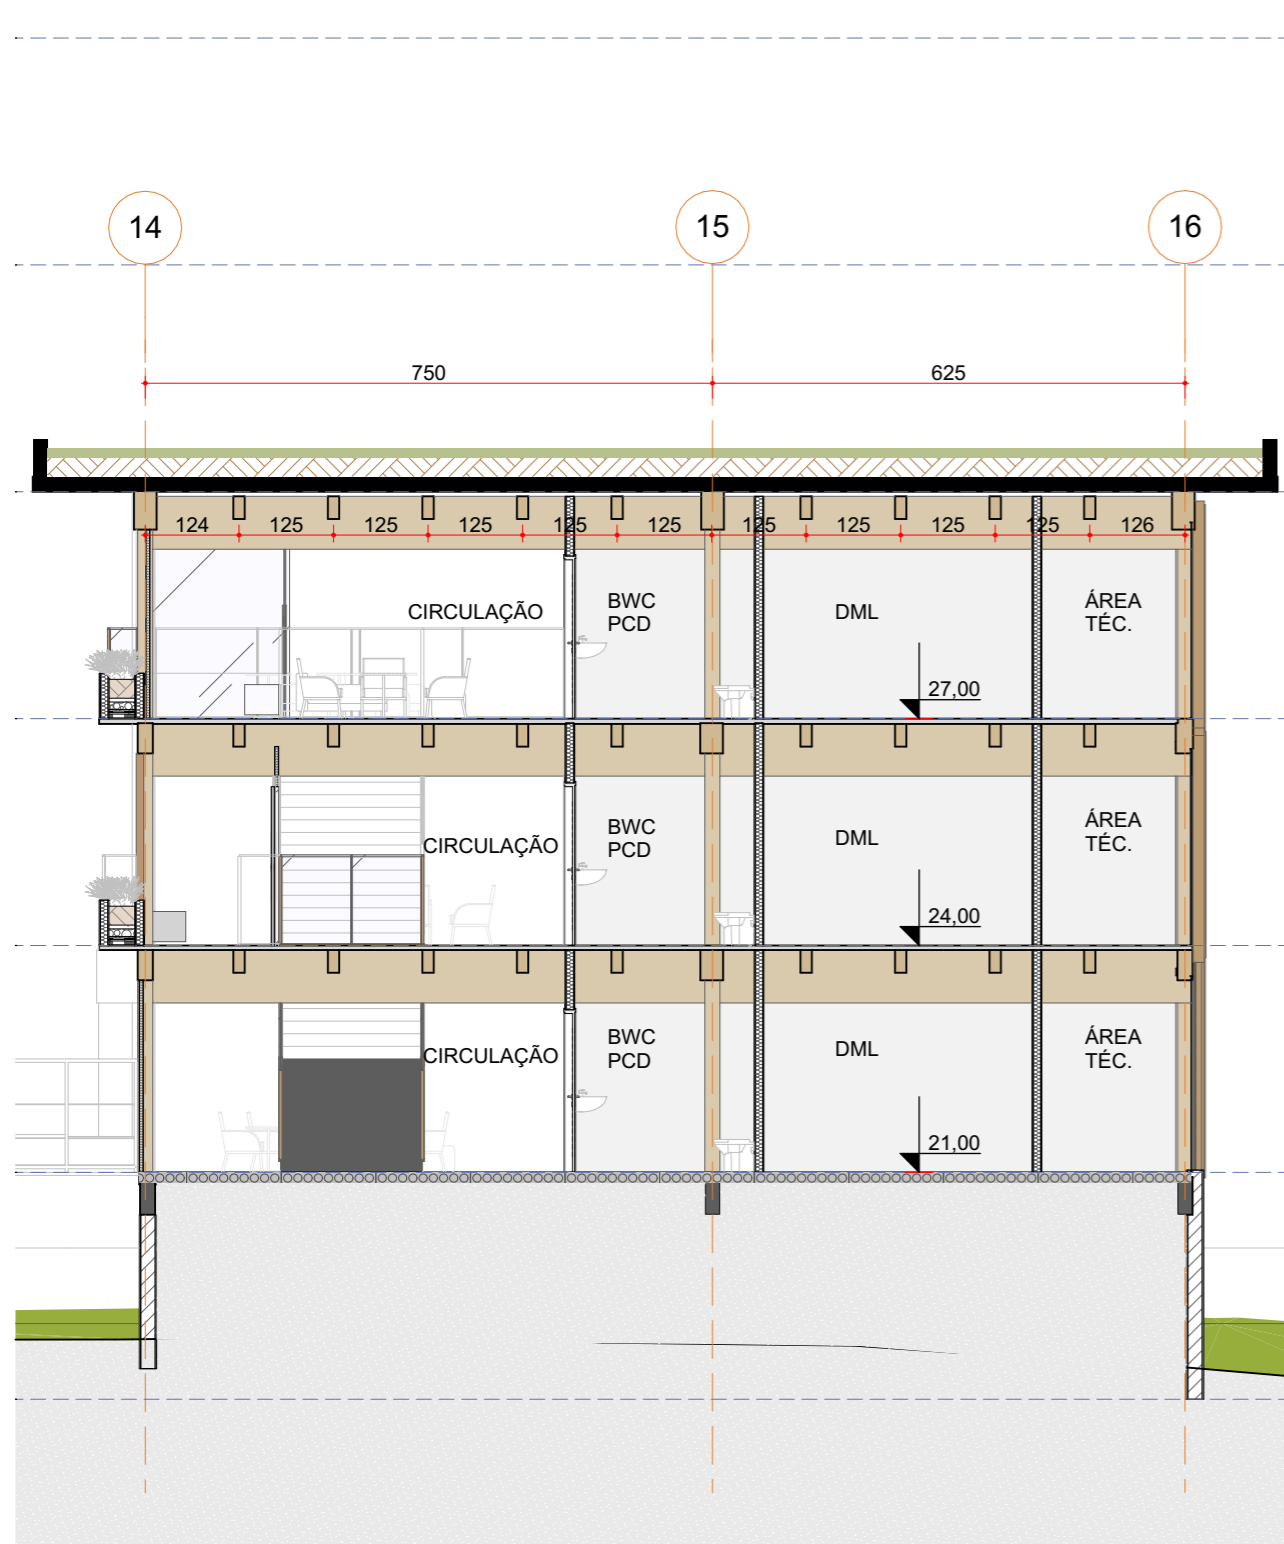 14
15
16
750
625
124
125
125
125
125
125
125
125
125
125
126
CIRCULAÇÃO
BWC
PCD
DML
ÁREA
TÉC.
27,00
CIRCULAÇÃO
BWC
PCD
DML
ÁREA
TÉC.
24,00
CIRCULAÇÃO
BWC
PCD
DML
ÁREA
TÉC.
21,00